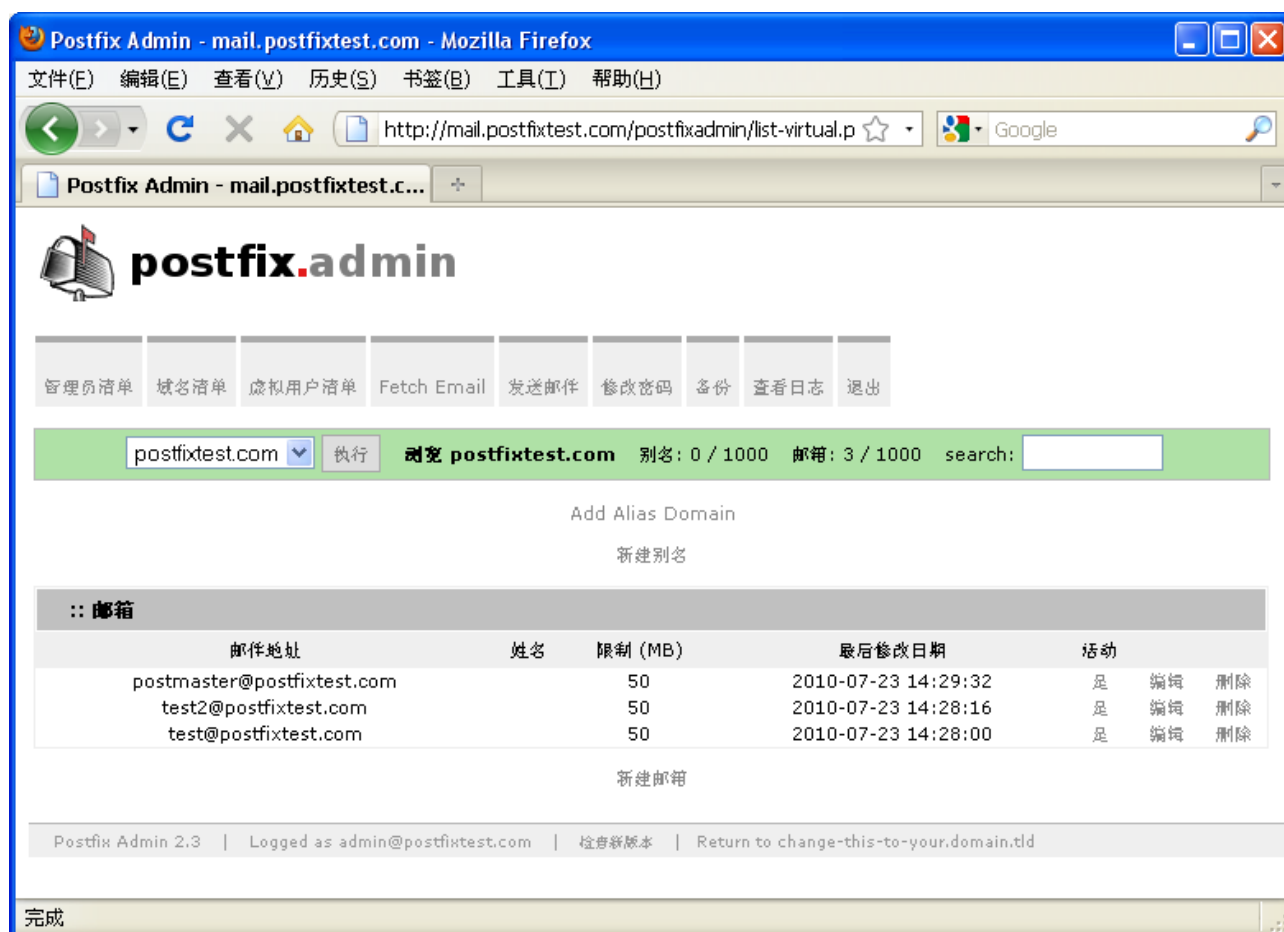 Postfix Admin - mail.postfixtest.com - Mozilla Firefox
文件(F) 编辑(E) 查看(V) 历史(S) 书签(B) 工具(T) 帮助(H)
http://mail.postfixtest.com/postfixadmin/list-virtual.p Google
Postfix Admin - mail.postfixtest.c...
postfix.admin
管理员清单 域名清单 虚拟用户清单 Fetch Email 发送邮件 修改密码 备份 查看日志 退出
postfixtest.com 执行 浏览 postfixtest.com 别名: 0 / 1000 邮箱: 3 / 1000 search:
Add Alias Domain
新建别名
:: 邮箱
邮件地址 姓名 限制 (MB) 最后修改日期 活动
postmaster@postfixtest.com 50 2010-07-23 14:29:32 是 编辑 删除
test2@postfixtest.com 50 2010-07-23 14:28:16 是 编辑 删除
test@postfixtest.com 50 2010-07-23 14:28:00 是 编辑 删除
新建邮箱
Postfix Admin 2.3 | Logged as admin@postfixtest.com | 检查新版本 | Return to change-this-to-your.domain.tld
完成